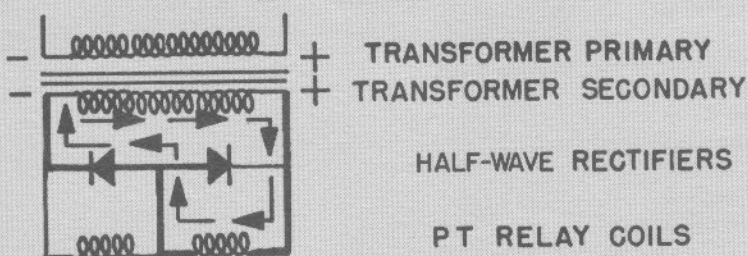 - + TRANSFORMER PRIMARY
- + TRANSFORMER SECONDARY
HALF-WAVE RECTIFIERS
PT RELAY COILS